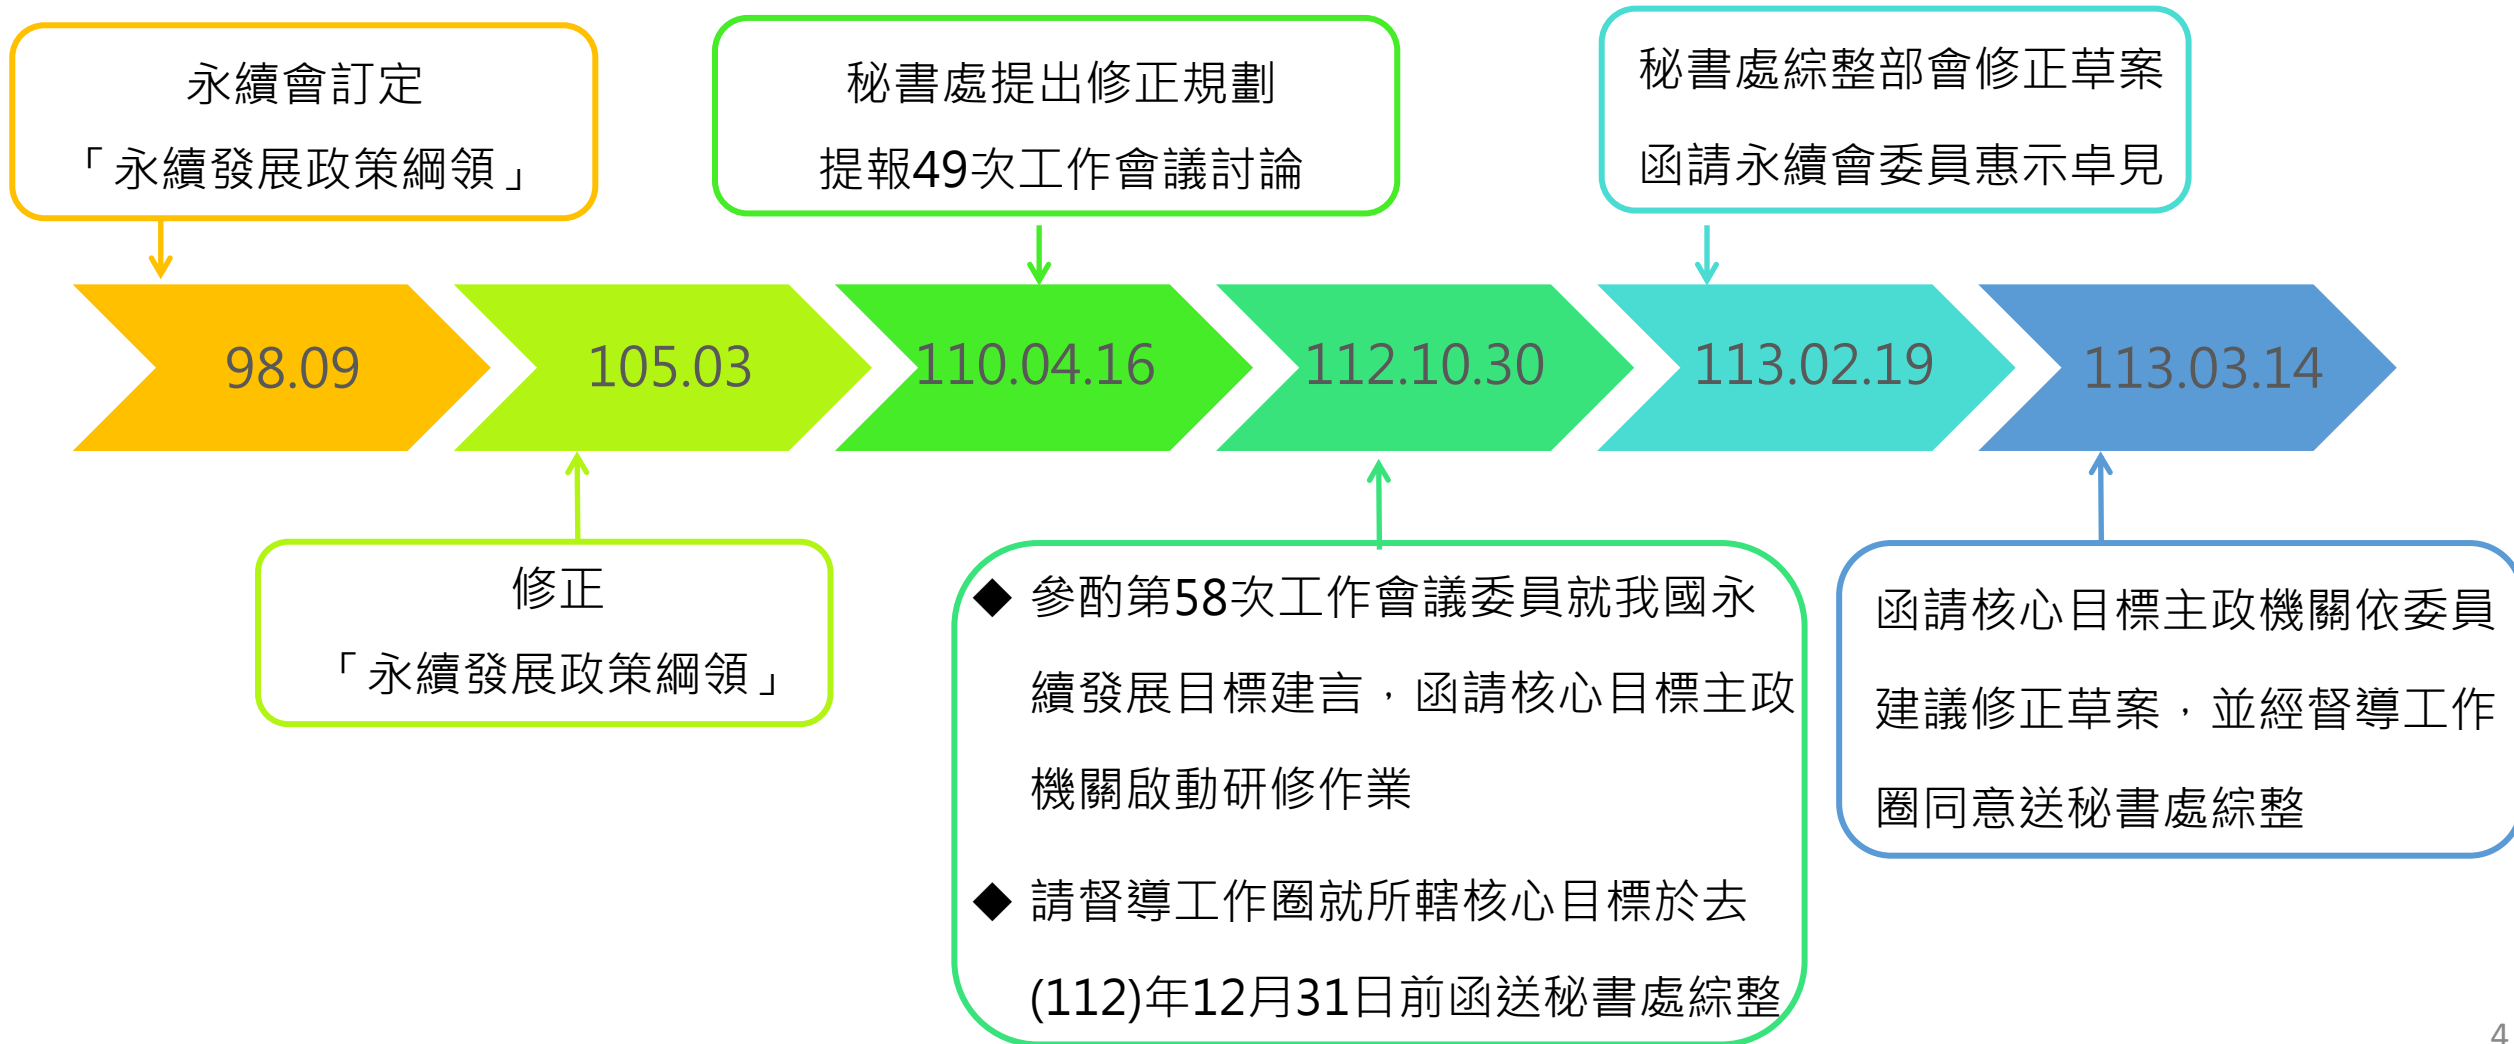 永續會訂定
「永續發展政策綱領」
秘書處提出修正規劃
提報49次工作會議討論
秘書處綜整部會修正草案
函請永續會委員惠示卓見
98.09
105.03
110.04.16
112.10.30
113.02.19
113.03.14
修正
「永續發展政策綱領」
◆ 參酌第58次工作會議委員就我國永
續發展目標建言，函請核心目標主政
機關啟動研修作業
◆ 請督導工作圈就所轄核心目標於去
(112)年12月31日前函送秘書處綜整
函請核心目標主政機關依委員
建議修正草案，並經督導工作
圈同意送秘書處綜整
4